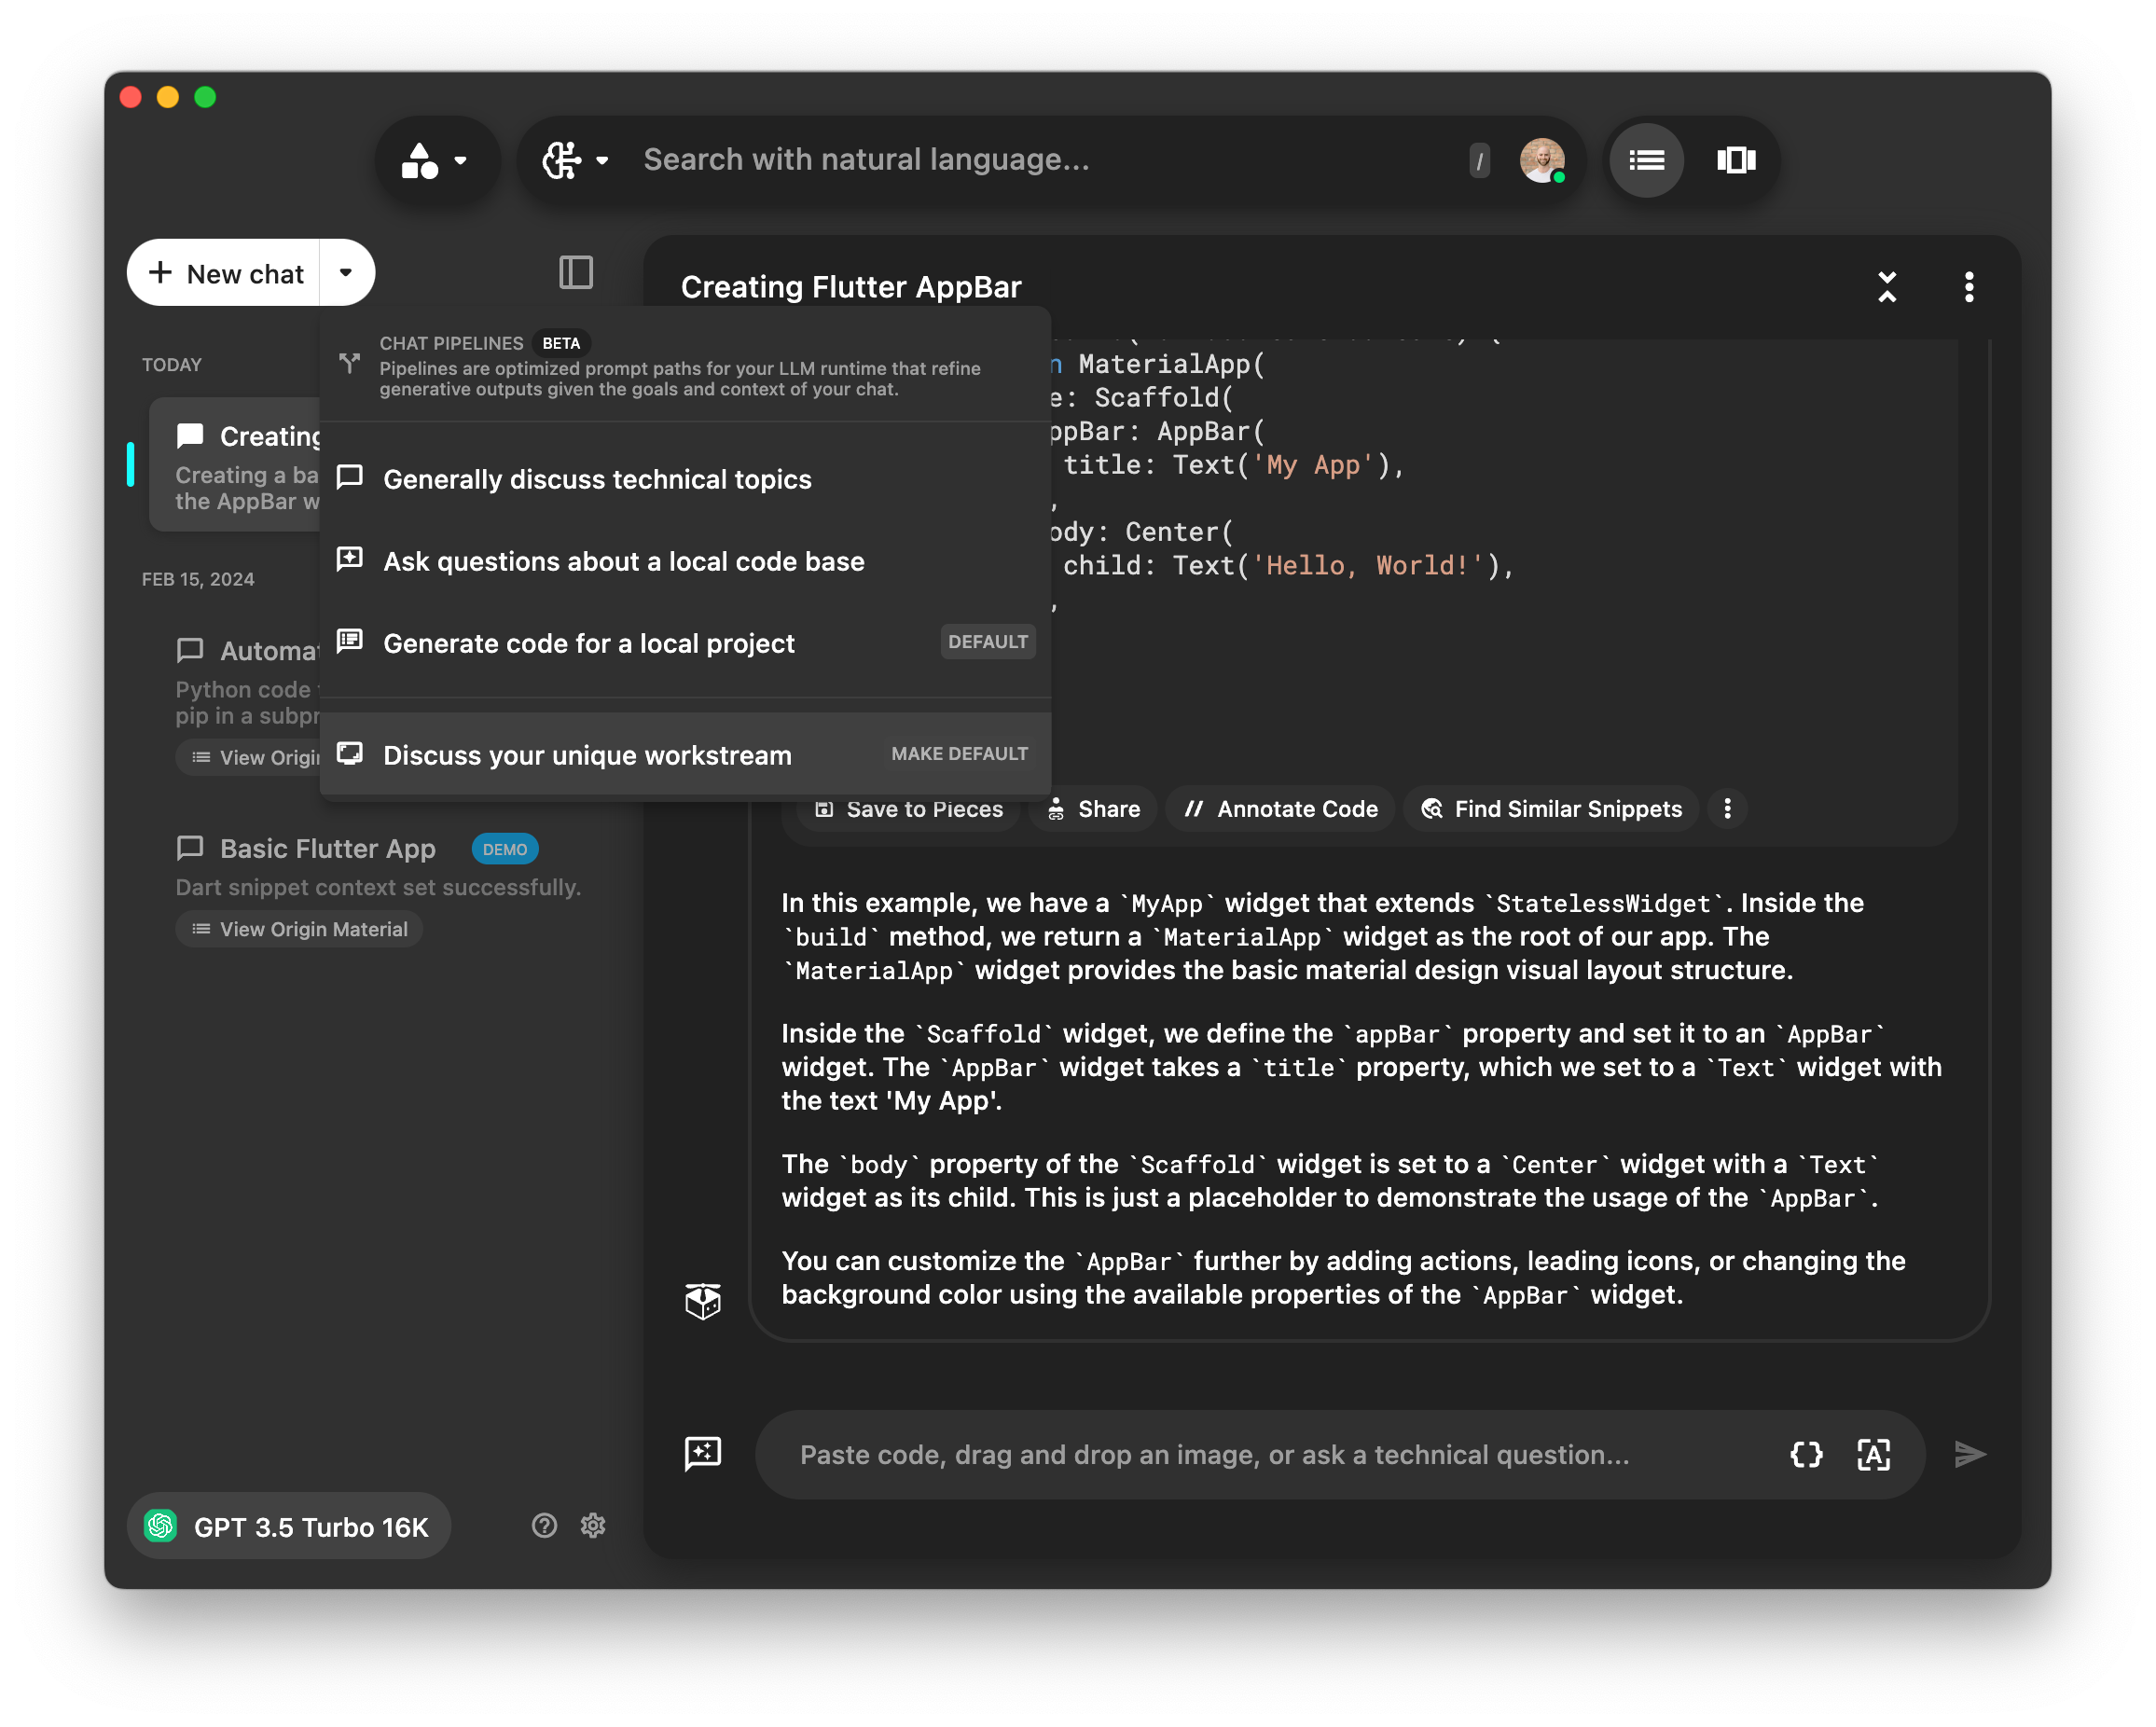 Search with natural language...
/
New chat
Creating Flutter AppBar
CHAT PIPELINES BETA
Pipelines are optimized prompt paths for your LLM runtime that refine
generative outputs given the goals and context of your chat.
Generally discuss technical topics
Ask questions about a local code base
Generate code for a local project DEFAULT
Discuss your unique workstream MAKE DEFAULT
TODAY
Creating
Creating a ba
the AppBar w
FEB 15, 2024
Automat
Python code
pip in a subpr
View Origi
Basic Flutter App DEMO
Dart snippet context set successfully.
View Origin Material
n MaterialApp(
e: Scaffold(
ppBar: AppBar(
title: Text('My App'),
,
ody: Center(
child: Text('Hello, World!'),
,
Save to Pieces Share // Annotate Code Find Similar Snippets
In this example, we have a `MyApp` widget that extends `StatelessWidget`. Inside the
`build` method, we return a `MaterialApp` widget as the root of our app. The
`MaterialApp` widget provides the basic material design visual layout structure.
Inside the `Scaffold` widget, we define the `appBar` property and set it to an `AppBar`
widget. The `AppBar` widget takes a `title` property, which we set to a `Text` widget with
the text 'My App'.
The `body` property of the `Scaffold` widget is set to a `Center` widget with a `Text`
widget as its child. This is just a placeholder to demonstrate the usage of the `AppBar`.
You can customize the `AppBar` further by adding actions, leading icons, or changing the
background color using the available properties of the `AppBar` widget.
Paste code, drag and drop an image, or ask a technical question...
GPT 3.5 Turbo 16K